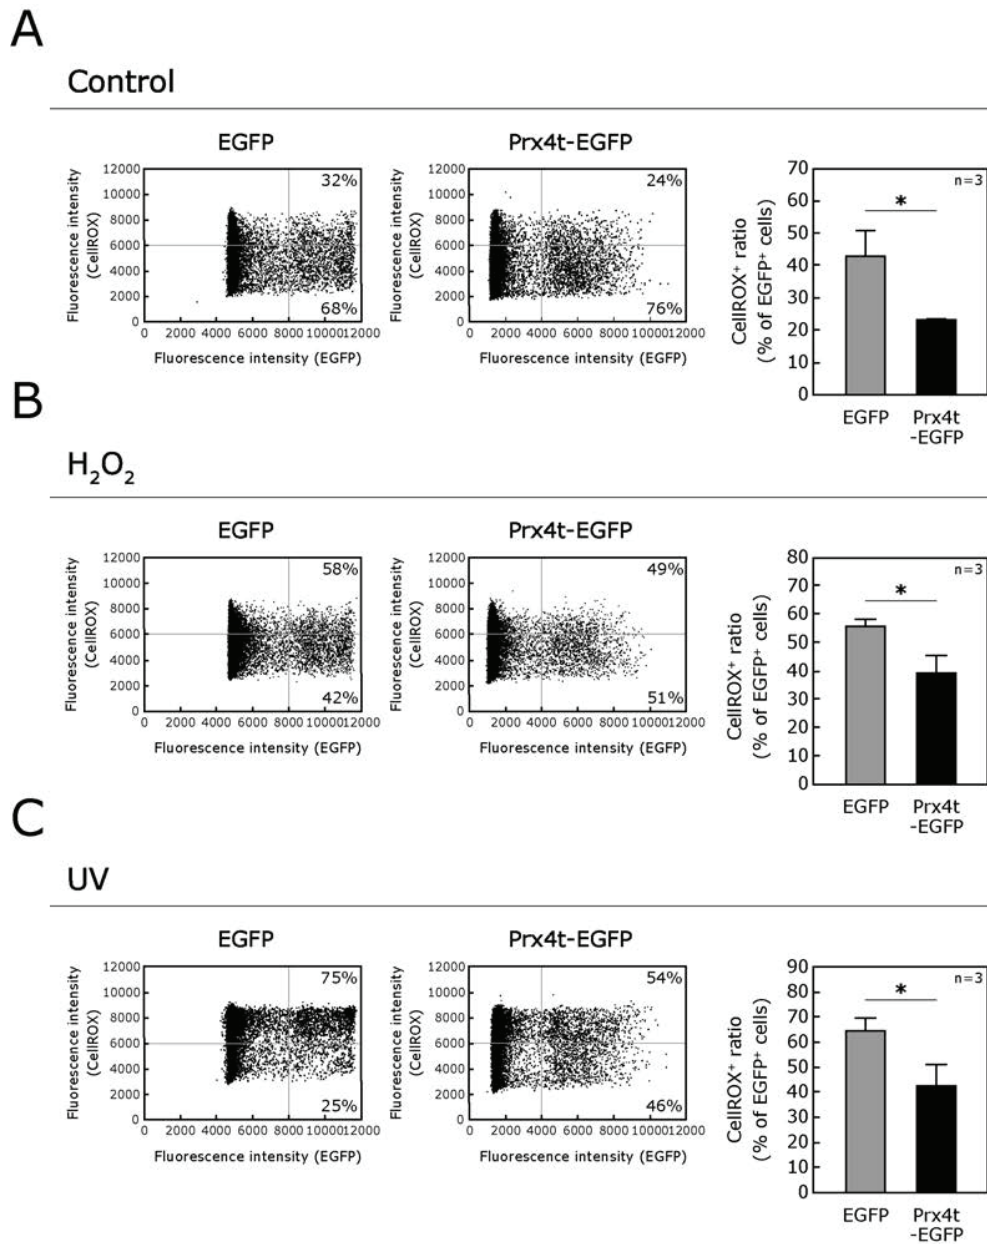 A
Control
EGFP
Prx4t-EGFP
Fluorescence intensity
(CellROX)
12000
10000
8000
6000
4000
2000
0
32%
68%
0 2000 4000 6000 8000 10000 12000
Fluorescence intensity (EGFP)
Fluorescence intensity
(CellROX)
12000
10000
8000
6000
4000
2000
0
24%
76%
0 2000 4000 6000 8000 10000 12000
Fluorescence intensity (EGFP)
CellROX⁺ ratio
(% of EGFP⁺ cells)
70
60
50
40
30
20
10
0
n=3
*
EGFP
Prx4t
-EGFP
B
H₂O₂
EGFP
Prx4t-EGFP
Fluorescence intensity
(CellROX)
12000
10000
8000
6000
4000
2000
0
58%
42%
0 2000 4000 6000 8000 10000 12000
Fluorescence intensity (EGFP)
Fluorescence intensity
(CellROX)
12000
10000
8000
6000
4000
2000
0
49%
51%
0 2000 4000 6000 8000 10000 12000
Fluorescence intensity (EGFP)
CellROX⁺ ratio
(% of EGFP⁺ cells)
80
70
60
50
40
30
20
10
0
n=3
*
EGFP
Prx4t
-EGFP
C
UV
EGFP
Prx4t-EGFP
Fluorescence intensity
(CellROX)
12000
10000
8000
6000
4000
2000
0
75%
25%
0 2000 4000 6000 8000 10000 12000
Fluorescence intensity (EGFP)
Fluorescence intensity
(CellROX)
12000
10000
8000
6000
4000
2000
0
54%
46%
0 2000 4000 6000 8000 10000 12000
Fluorescence intensity (EGFP)
CellROX⁺ ratio
(% of EGFP⁺ cells)
90
80
70
60
50
40
30
20
10
0
n=3
*
EGFP
Prx4t
-EGFP